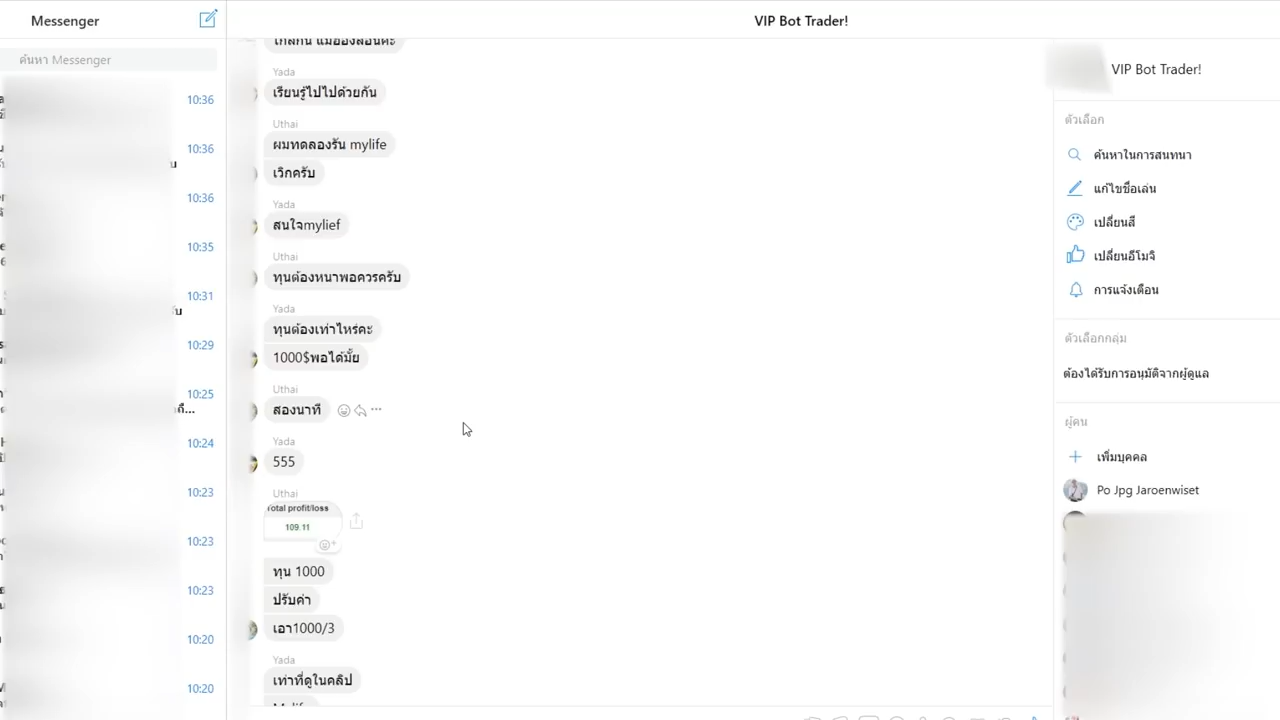 Messenger
VIP Bot Trader!
ค้นหา Messenger
10:36
10:36
10:36
10:35
10:31
10:29
10:25
10:24
10:23
10:23
10:23
10:20
10:20
Yada
เรียนรู้ไปไปด้วยกัน
Uthai
ผมทดลองรัน mylife
เวิกครับ
Yada
สนใจmylief
Uthai
ทุนต้องหนาพอควรครับ
Yada
ทุนต้องเท่าไหร่คะ
1000$พอได้มั้ย
Uthai
สองนาที
Yada
555
Uthai
Total profit/loss
109.11
ทุน 1000
ปรับค่า
เอา1000/3
Yada
เท่าที่ดูในคลิป
VIP Bot Trader!
ตัวเลือก
ค้นหาในการสนทนา
แก้ไขชื่อเล่น
เปลี่ยนสี
เปลี่ยนอีโมจิ
การแจ้งเตือน
ตัวเลือกกลุ่ม
ต้องได้รับการอนุมัติจากผู้ดูแล
ผู้คน
เพิ่มบุคคล
Po Jpg Jaroenwiset